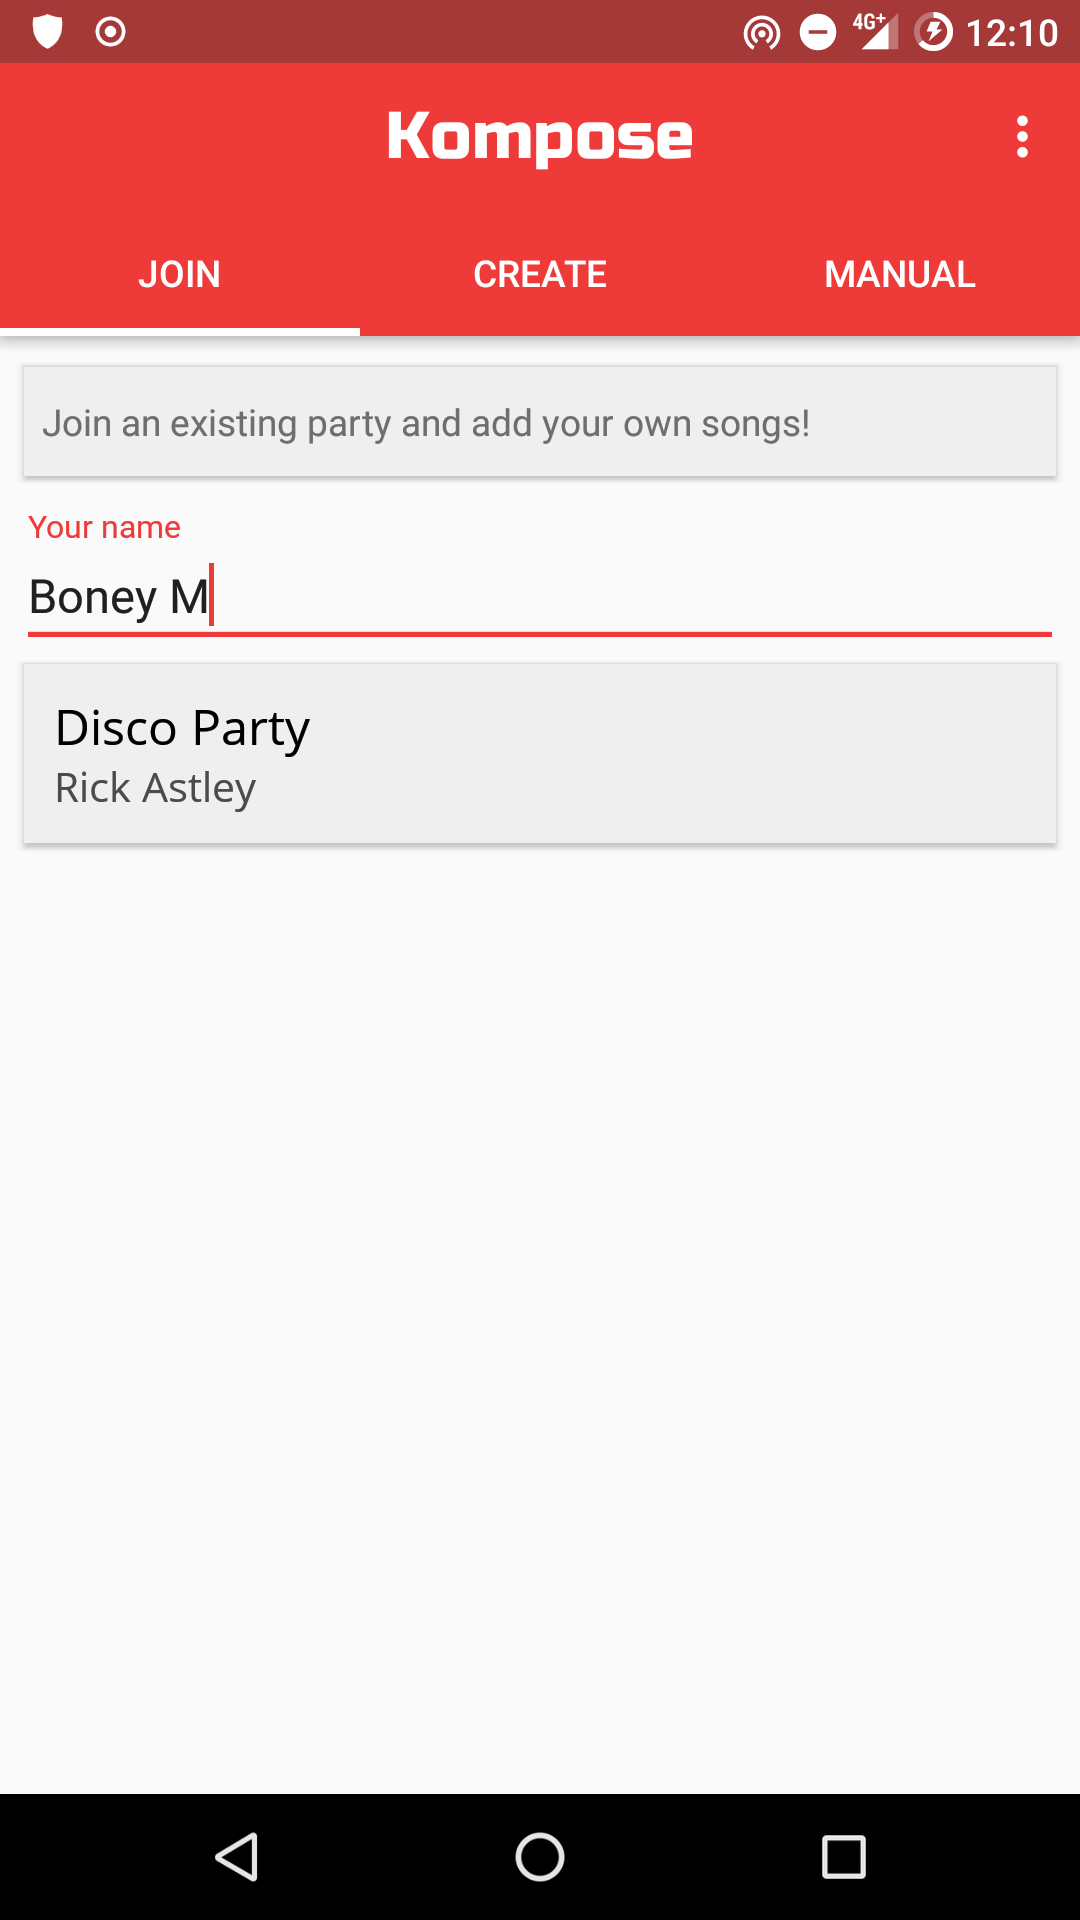 4G+ 12:10
Kompose
JOIN CREATE MANUAL
Join an existing party and add your own songs!
Your name
Boney M
Disco Party
Rick Astley